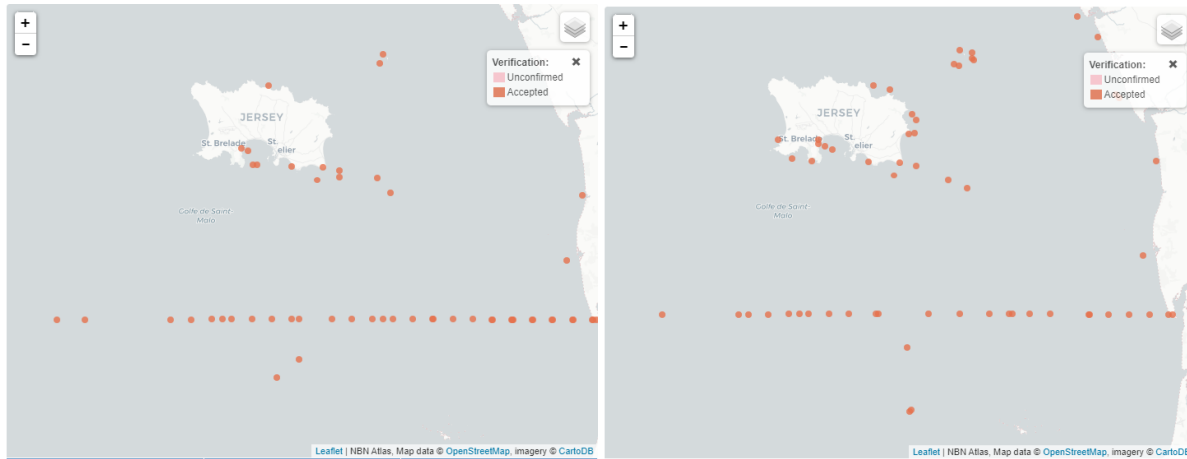 +
−
Verification: ✖
Unconfirmed
Accepted
JERSEY
St. Brelade
St.
elier
Golfe de Saint-
Malo
Leaflet | NBN Atlas, Map data © OpenStreetMap, imagery © CartoDB
+
−
Verification: ✖
Unconfirmed
Accepted
JERSEY
St. Brelade
St.
elier
Golfe de Saint-
Malo
Leaflet | NBN Atlas, Map data © OpenStreetMap, imagery © CartoDB